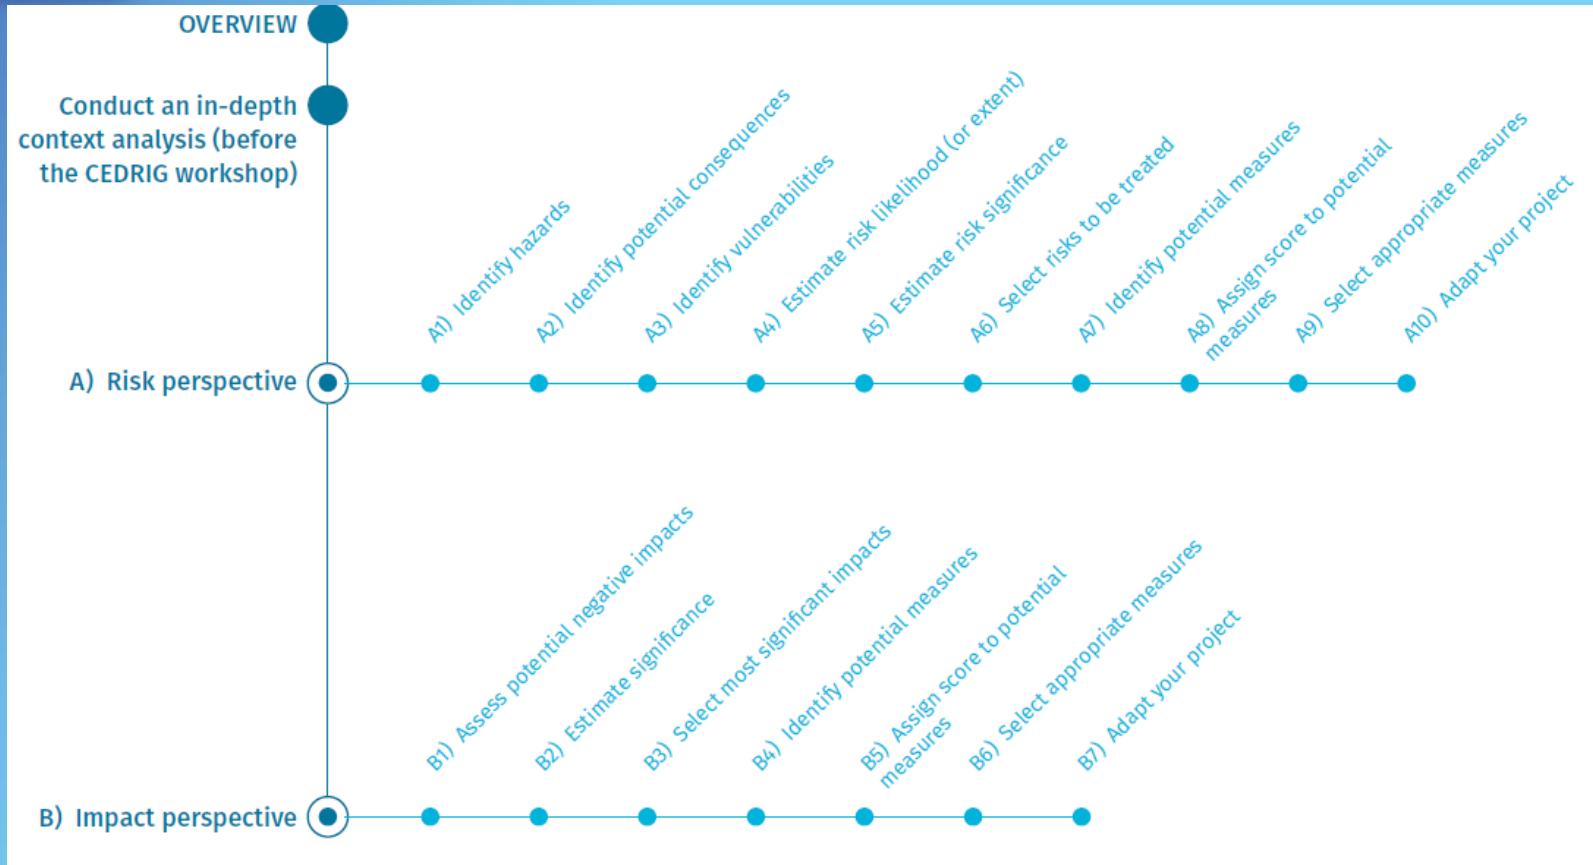 OVERVIEW
Conduct an in-depth
context analysis (before
the CEDRIG workshop)
A) Risk perspective
A1) Identify hazards
A2) Identify potential consequences
A3) Identify vulnerabilities
A4) Estimate risk likelihood (or extent)
A5) Estimate risk significance
A6) Select risks to be treated
A7) Identify potential measures
A8) Assign score to potential
measures
A9) Select appropriate measures
A10) Adapt your project
B) Impact perspective
B1) Assess potential negative impacts
B2) Estimate significance
B3) Select most significant impacts
B4) Identify potential measures
B5) Assign score to potential
measures
B6) Select appropriate measures
B7) Adapt your project